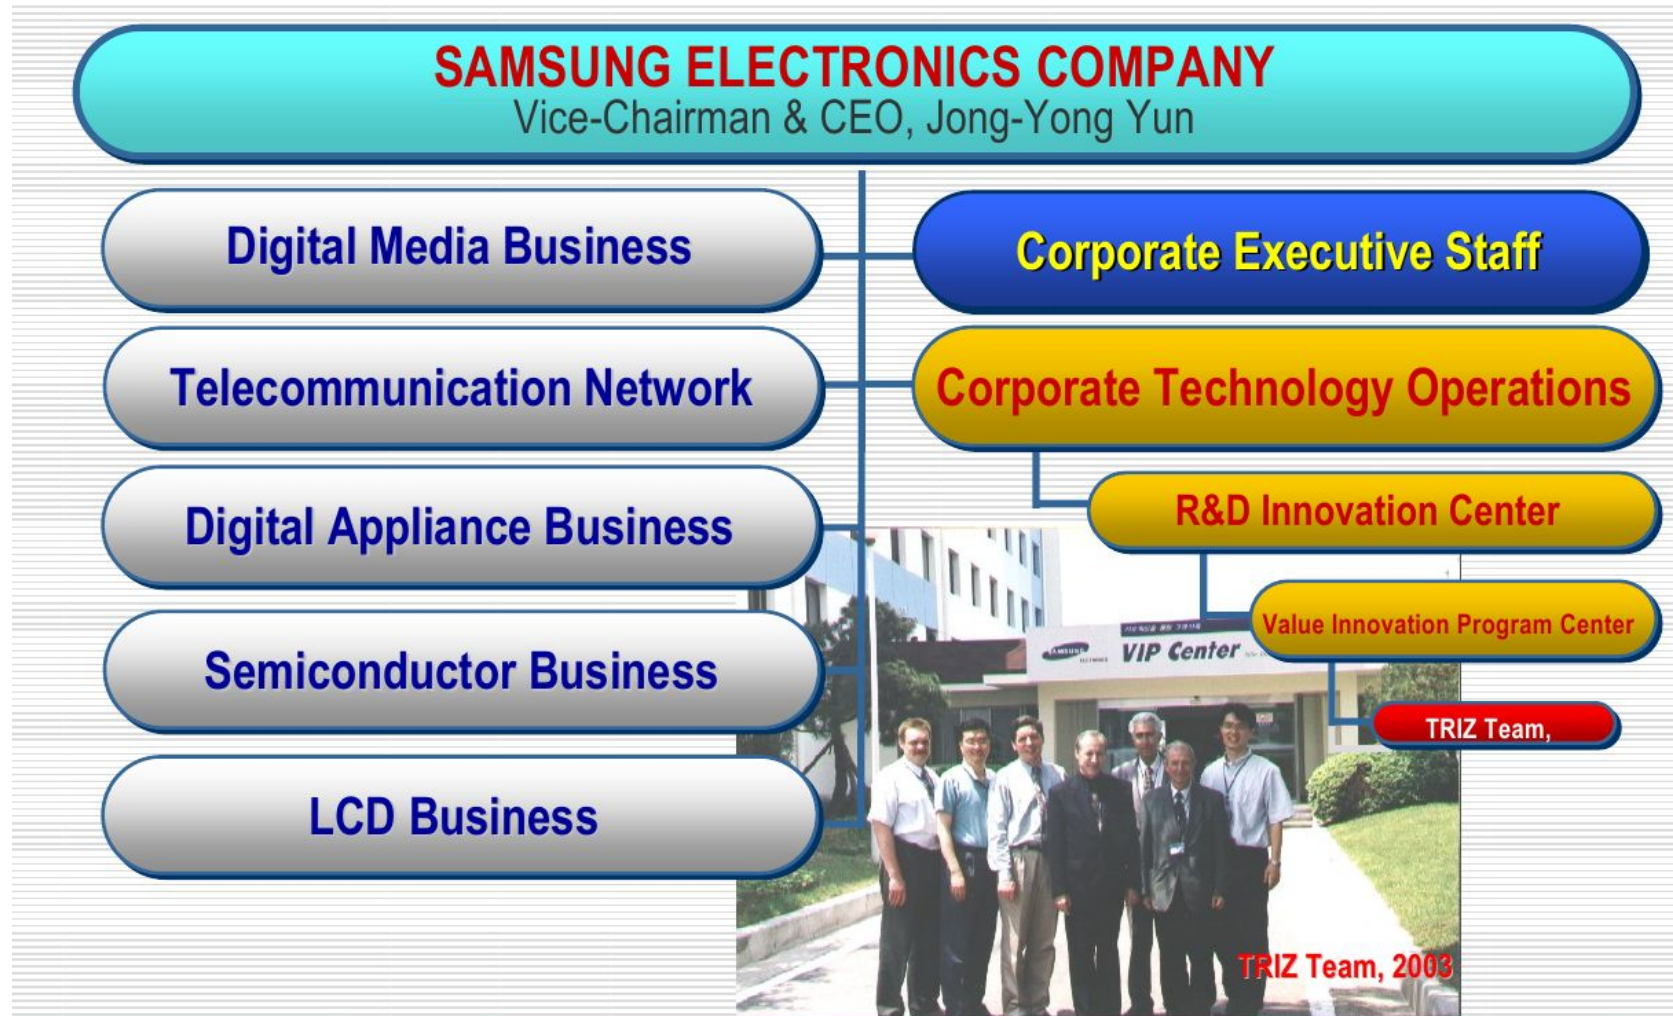 SAMSUNG ELECTRONICS COMPANY
Vice-Chairman & CEO, Jong-Yong Yun
Digital Media Business
Corporate Executive Staff
Telecommunication Network
Corporate Technology Operations
Digital Appliance Business
R&D Innovation Center
Value Innovation Program Center
Semiconductor Business
TRIZ Team,
LCD Business
SAMSUNG
ELECTRONICS
VIP Center
TRIZ Team, 2003